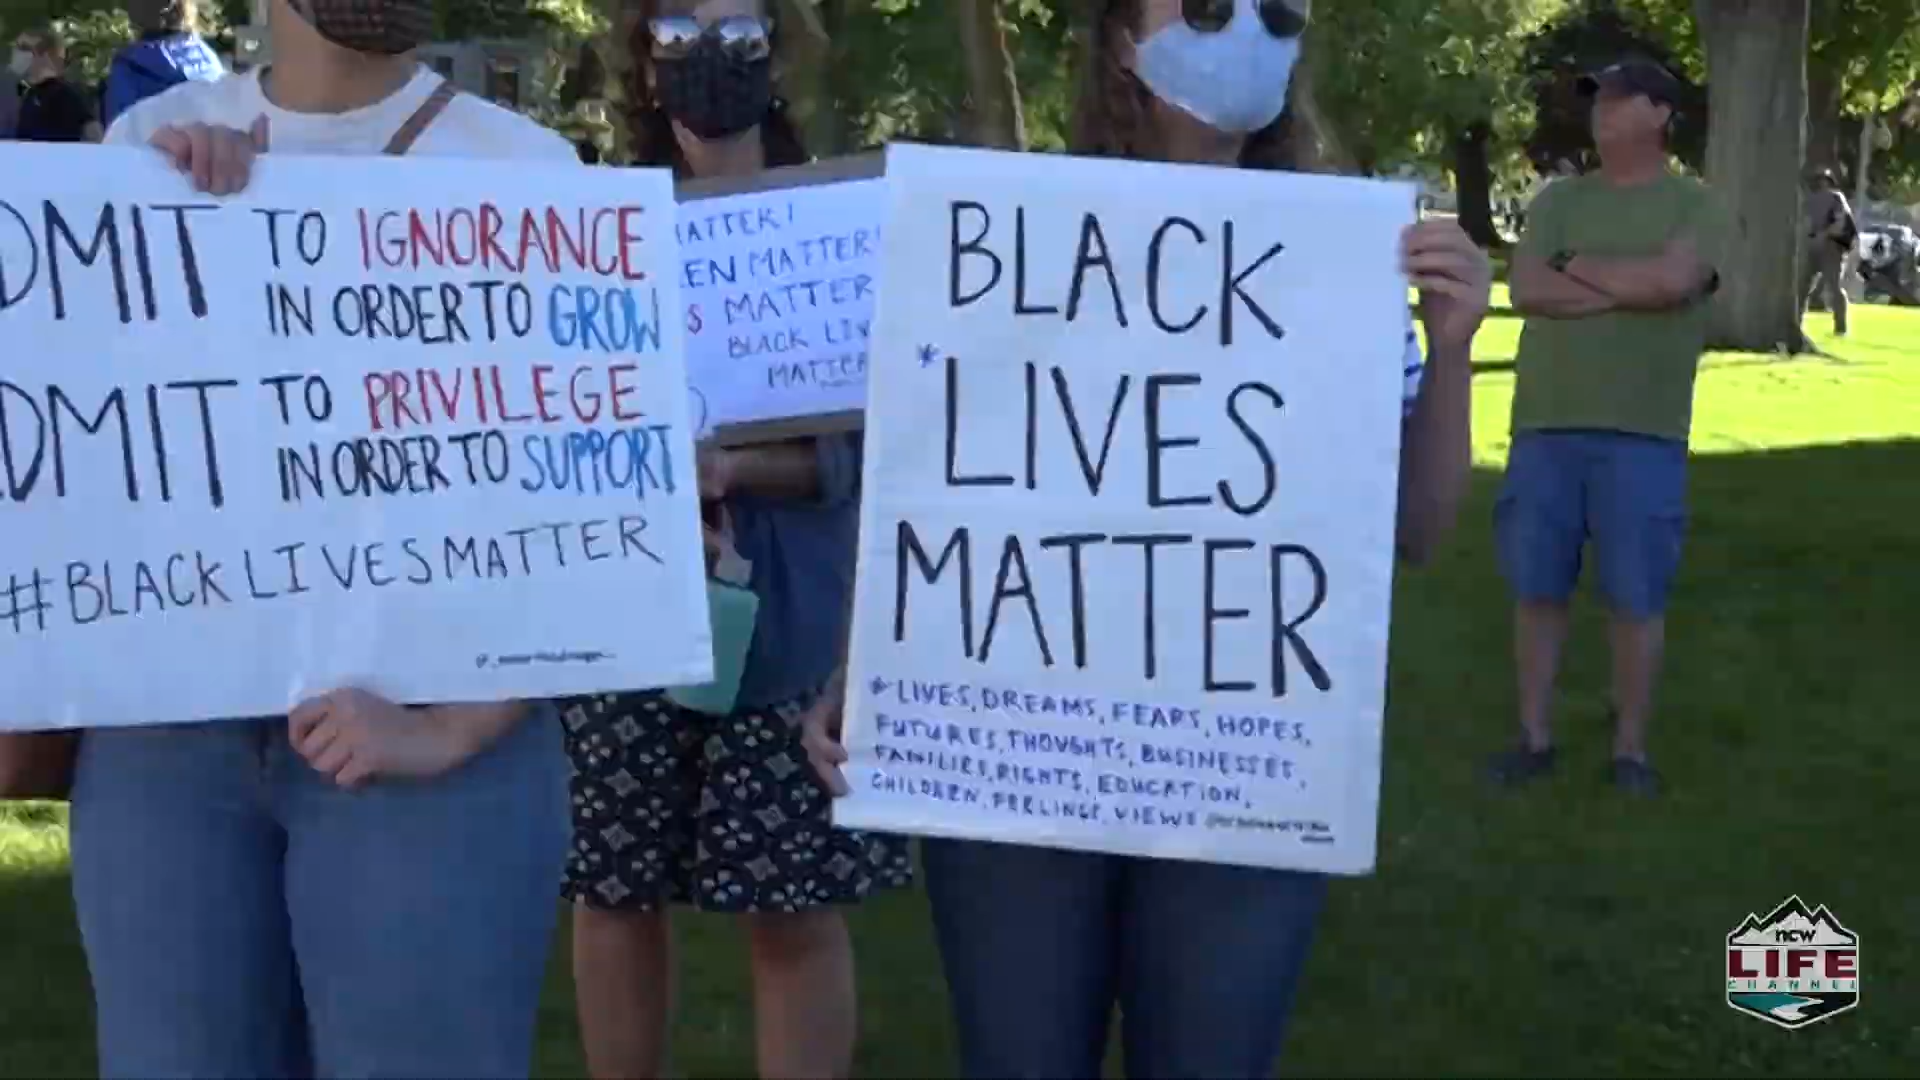 DMIT TO IGNORANCE
IN ORDER TO GROW
DMIT TO PRIVILEGE
IN ORDER TO SUPPORT
#BLACKLIVESMATTER
ATTER!
EN MATTER!
S MATTER
BLACK LIV
MATTER
BLACK
*LIVES
MATTER
*LIVES, DREAMS, FEARS, HOPES,
FUTURES, THOUGHTS, BUSINESSES,
FAMILIES, RIGHTS, EDUCATION,
CHILDREN, FEELINGS, VIEWS
ncw
LIFE
CHANNEL